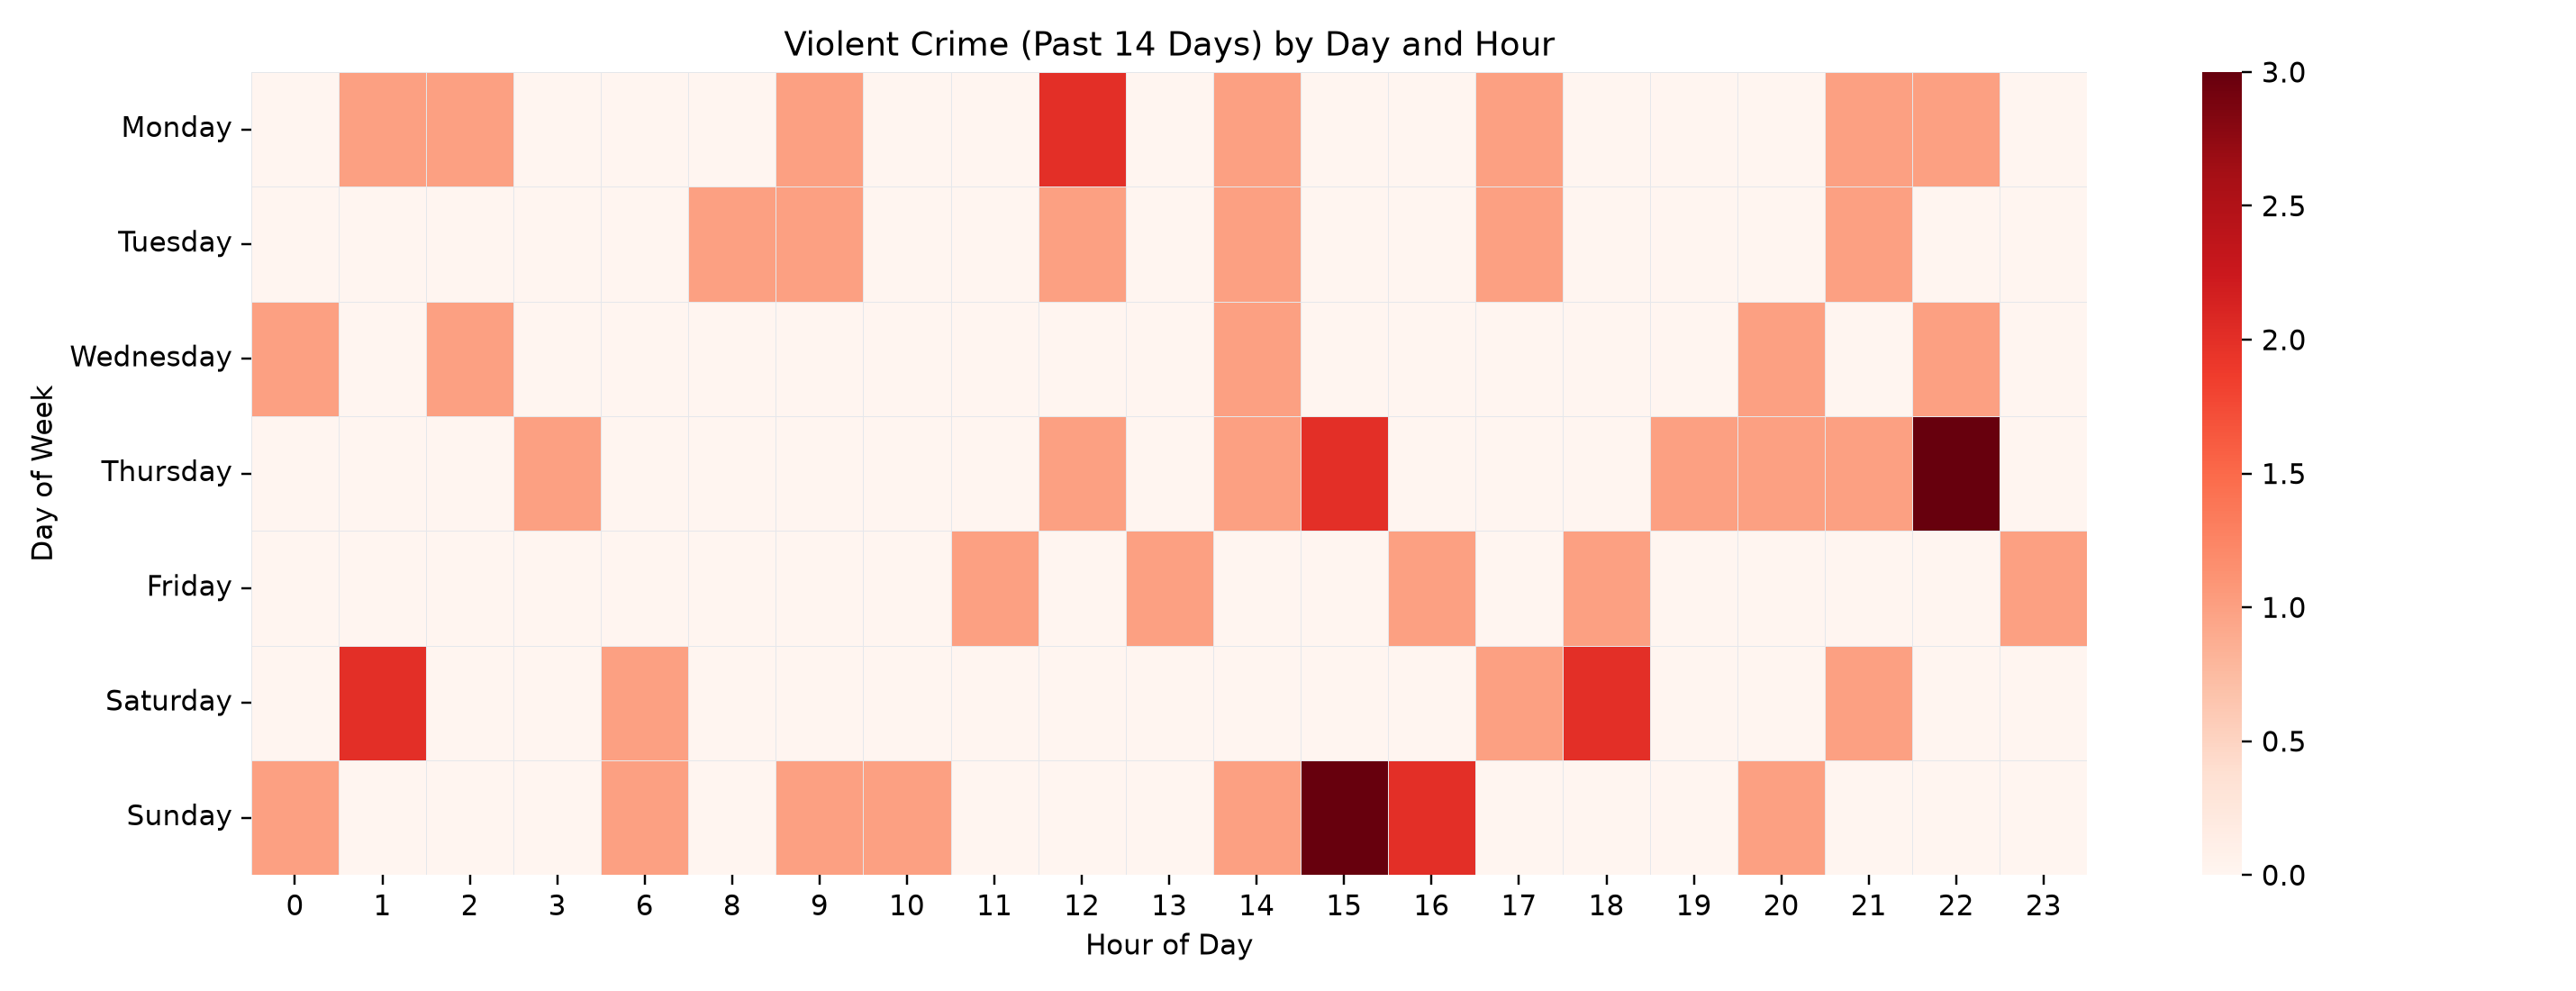 Violent Crime (Past 14 Days) by Day and Hour
Day of Week
Monday
Tuesday
Wednesday
Thursday
Friday
Saturday
Sunday
0 1 2 3 6 8 9 10 11 12 13 14 15 16 17 18 19 20 21 22 23
Hour of Day
3.0
2.5
2.0
1.5
1.0
0.5
0.0